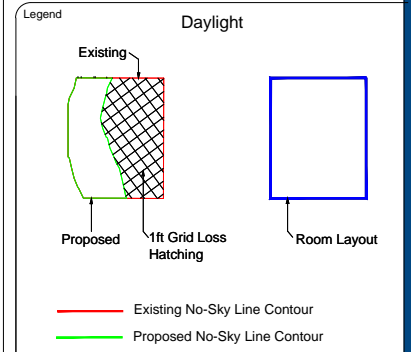 Legend
Daylight
Existing
Proposed
1ft Grid Loss
Hatching
Room Layout
Existing No-Sky Line Contour
Proposed No-Sky Line Contour